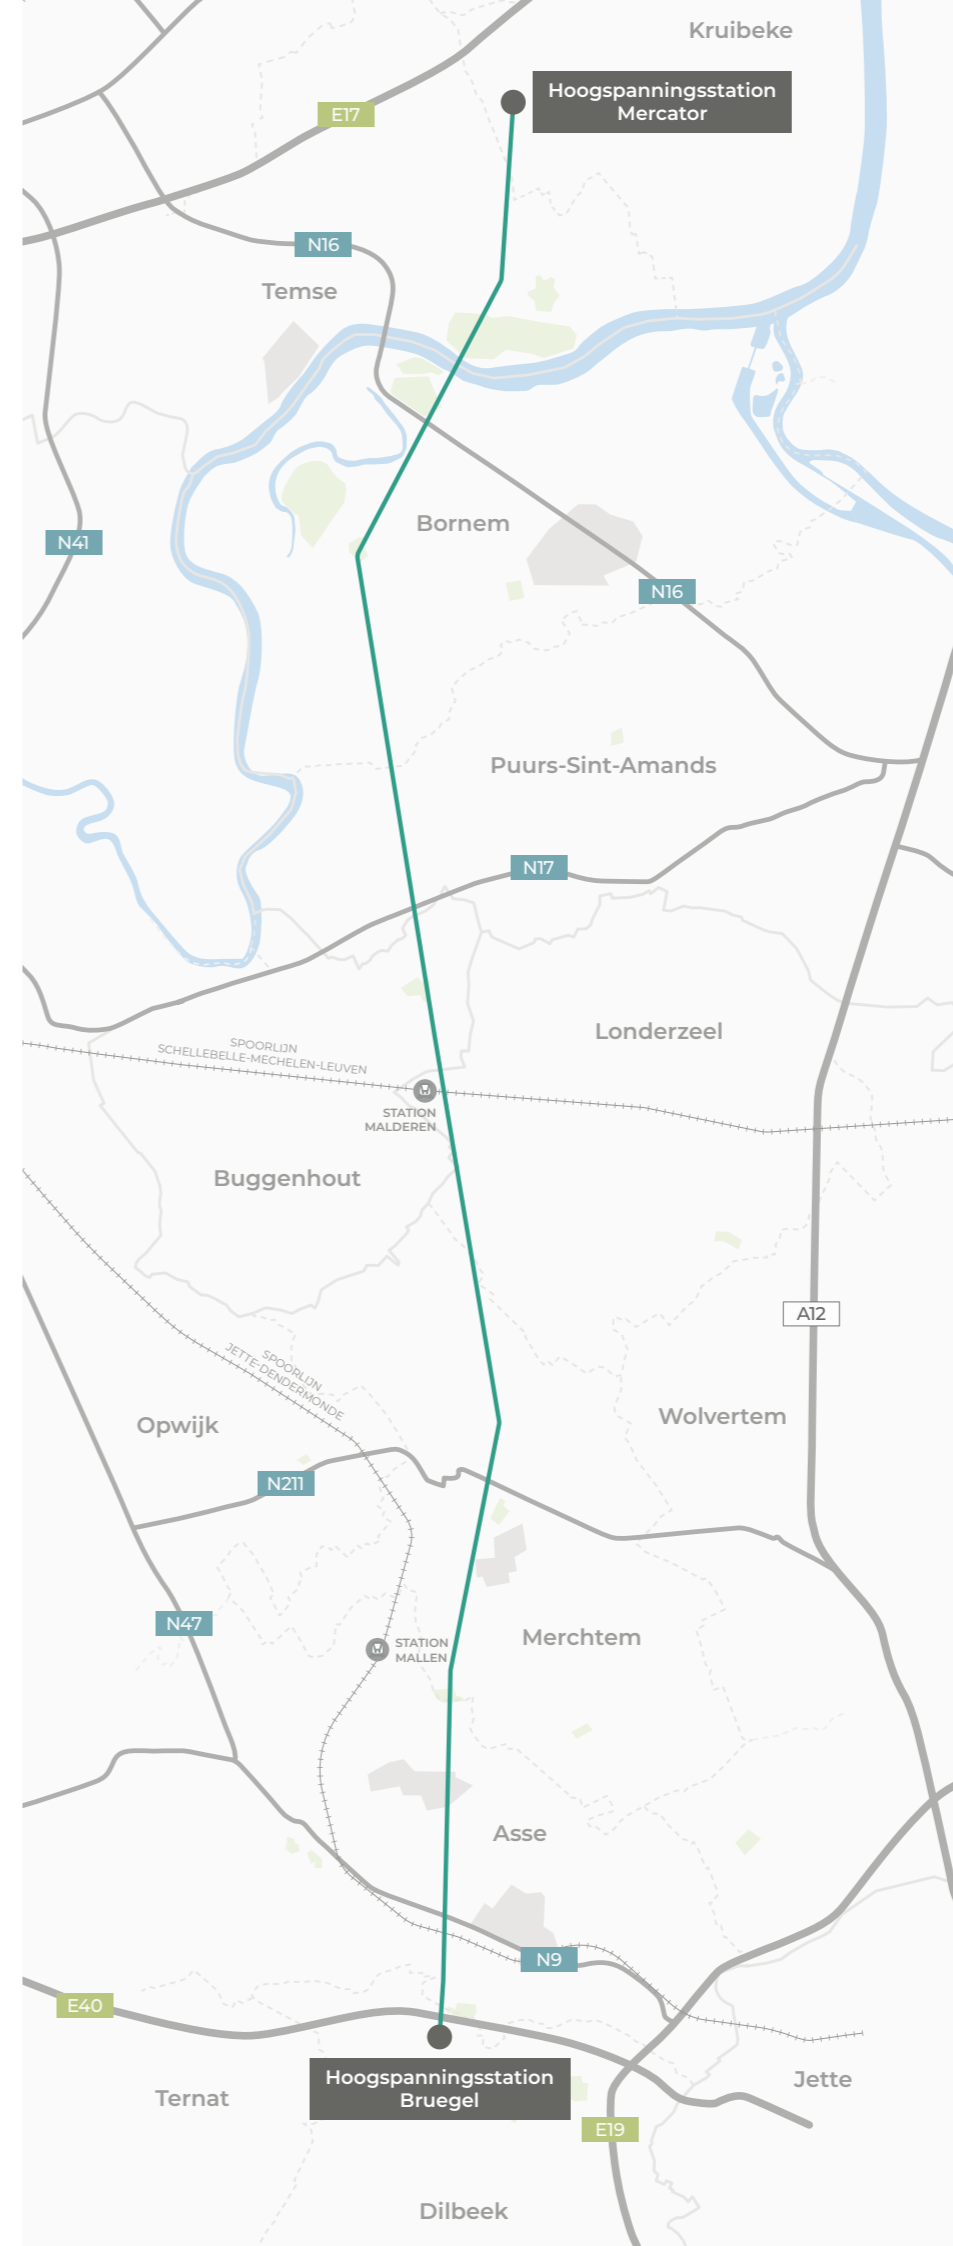 Kruibeke
Hoogspanningsstation
Mercator
E17
N16
Temse
Bornem
N41
N16
Puurs-Sint-Amands
N17
Londerzeel
SPOORLIJN
SCHELLEBELLE-MECHELEN-LEUVEN
STATION
MALDEREN
Buggenhout
A12
SPOORLIJN
JETTE-DENDERMONDE
Wolvertem
Opwijk
N211
N47
Merchtem
STATION
MALLEN
Asse
N9
E40
Hoogspanningsstation
Bruegel
Jette
Ternat
E19
Dilbeek